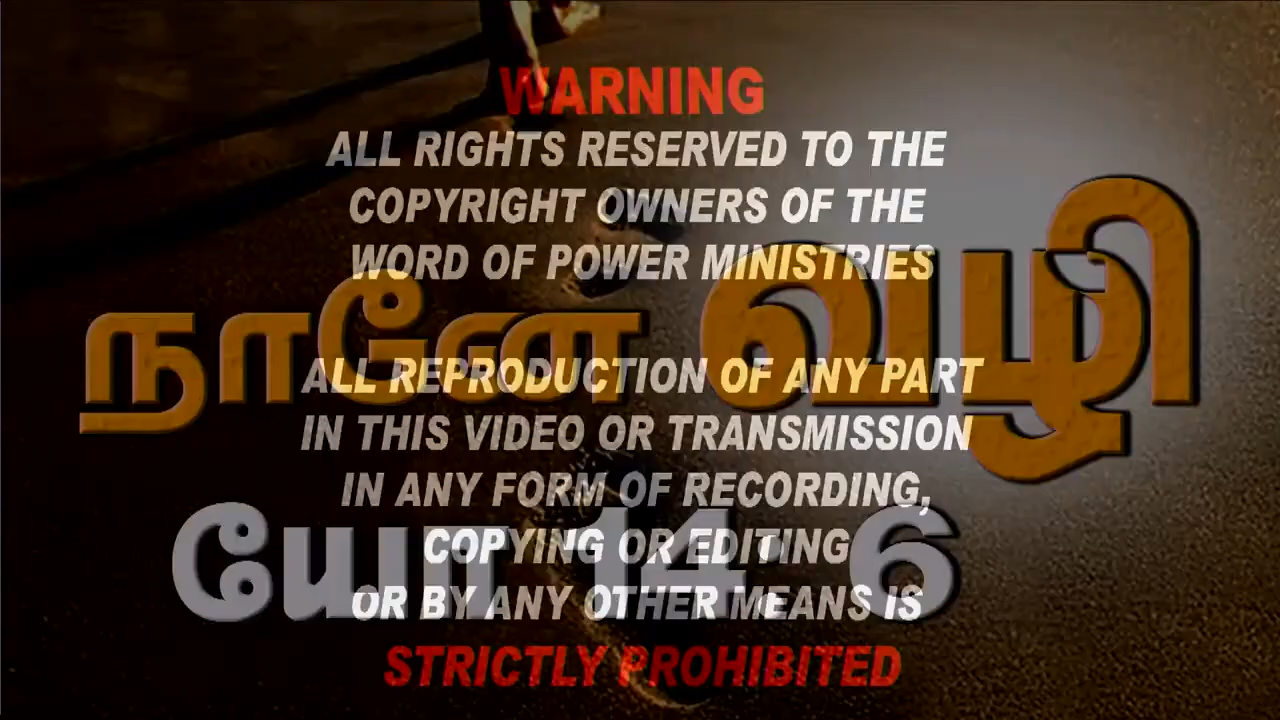 WARNING
ALL RIGHTS RESERVED TO THE
COPYRIGHT OWNERS OF THE
WORD OF POWER MINISTRIES
நானே வழி
ALL REPRODUCTION OF ANY PART
IN THIS VIDEO OR TRANSMISSION
IN ANY FORM OF RECORDING,
COPYING OR EDITING
யோ 14: 6
OR BY ANY OTHER MEANS IS
STRICTLY PROHIBITED